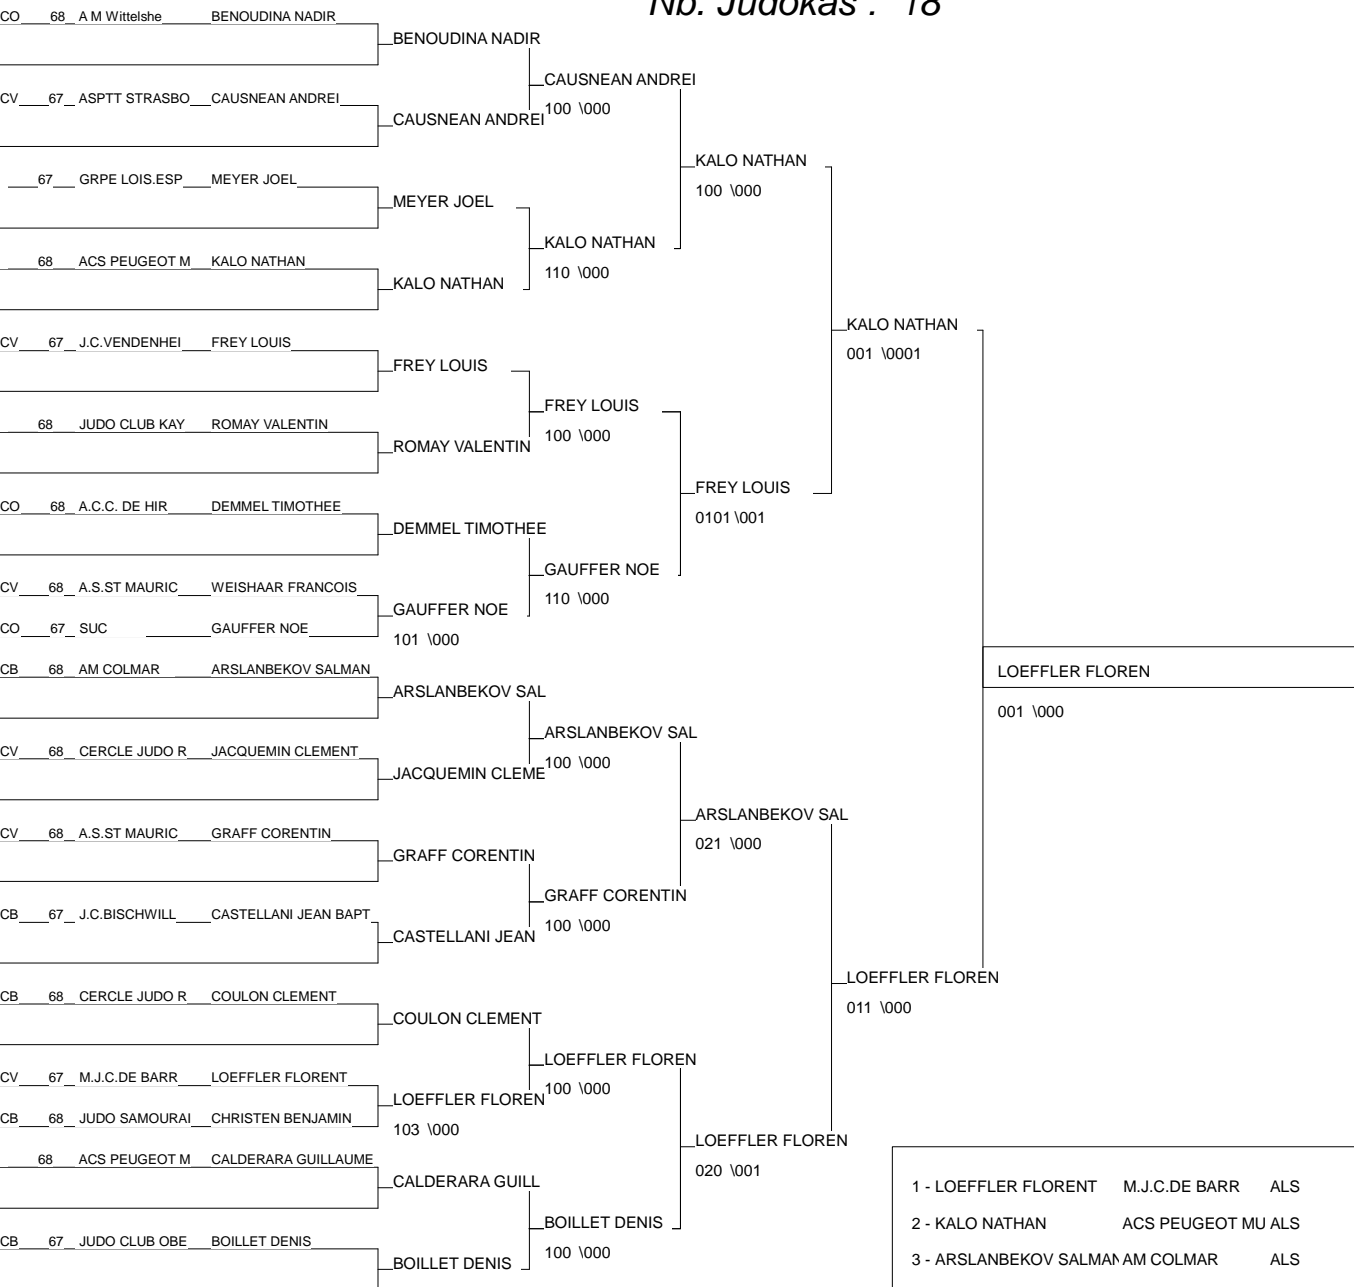 Nb. Judokas : 18
CO 68 A M Wittelshe BENOUDINA NADIR
BENOUDINA NADIR
CAUSNEAN ANDREI
100 \000
CV 67 ASPTT STRASBO CAUSNEAN ANDREI
CAUSNEAN ANDREI
KALO NATHAN
100 \000
67 GRPE LOIS.ESP MEYER JOEL
MEYER JOEL
KALO NATHAN
110 \000
68 ACS PEUGEOT M KALO NATHAN
KALO NATHAN
KALO NATHAN
001 \0001
CV 67 J.C.VENDENHEI FREY LOUIS
FREY LOUIS
FREY LOUIS
100 \000
68 JUDO CLUB KAY ROMAY VALENTIN
ROMAY VALENTIN
FREY LOUIS
0101 \001
CO 68 A.C.C. DE HIR DEMMEL TIMOTHEE
DEMMEL TIMOTHEE
GAUFFER NOE
110 \000
CV 68 A.S.ST MAURIC WEISHAAR FRANCOIS
GAUFFER NOE
CO 67 SUC GAUFFER NOE
101 \000
LOEFFLER FLOREN
001 \000
CB 68 AM COLMAR ARSLANBEKOV SALMAN
ARSLANBEKOV SAL
ARSLANBEKOV SAL
100 \000
CV 68 CERCLE JUDO R JACQUEMIN CLEMENT
JACQUEMIN CLEME
ARSLANBEKOV SAL
021 \000
CV 68 A.S.ST MAURIC GRAFF CORENTIN
GRAFF CORENTIN
GRAFF CORENTIN
100 \000
CB 67 J.C.BISCHWILL CASTELLANI JEAN BAPT
CASTELLANI JEAN
LOEFFLER FLOREN
011 \000
CB 68 CERCLE JUDO R COULON CLEMENT
COULON CLEMENT
LOEFFLER FLOREN
100 \000
CV 67 M.J.C.DE BARR LOEFFLER FLORENT
LOEFFLER FLOREN
CB 68 JUDO SAMOURAI CHRISTEN BENJAMIN
103 \000
LOEFFLER FLOREN
020 \001
68 ACS PEUGEOT M CALDERARA GUILLAUME
CALDERARA GUILL
BOILLET DENIS
100 \000
CB 67 JUDO CLUB OBE BOILLET DENIS
BOILLET DENIS
1 - LOEFFLER FLORENT M.J.C.DE BARR ALS
2 - KALO NATHAN ACS PEUGEOT MU ALS
3 - ARSLANBEKOV SALMAN AM COLMAR ALS